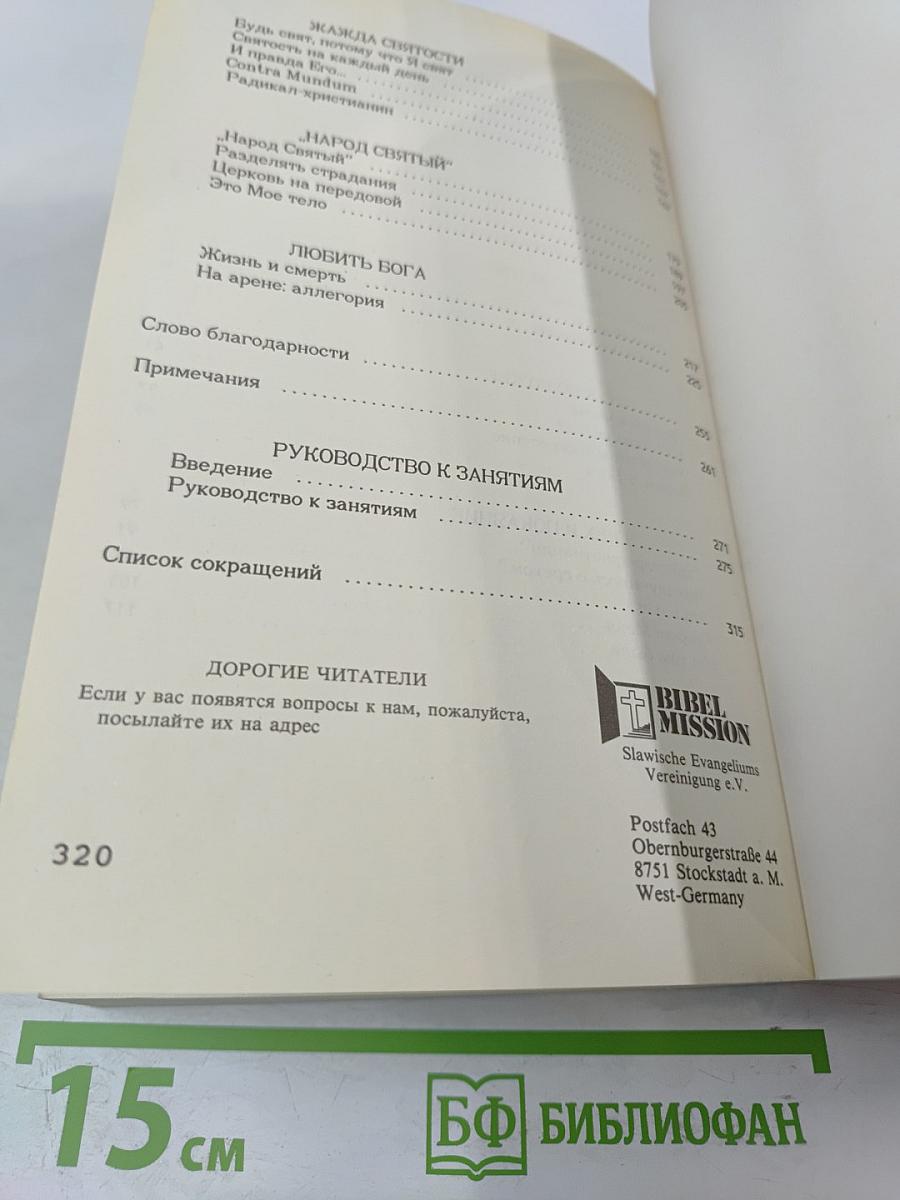 ЖАЖДА СВЯТОСТИ
Будь свят, потому что Я свят
Святость на каждый день
И правда Его...
Contra Mundum
Радикал-христианин
„НАРОД СВЯТЫЙ“
„Народ Святый“
Разделять страдания
Церковь на передовой
Это Мое тело
ЛЮБИТЬ БОГА
Жизнь и смерть 217
На арене: аллегория 225
Слово благодарности 255
Примечания 261
РУКОВОДСТВО К ЗАНЯТИЯМ
Введение 271
Руководство к занятиям 275
Список сокращений 315
ДОРОГИЕ ЧИТАТЕЛИ
Если у вас появятся вопросы к нам, пожалуйста,
посылайте их на адрес
BIBEL
MISSION
Slawische Evangeliums
Vereinigung e.V.
Postfach 43
Obernburgerstraße 44
8751 Stockstadt a. M.
West-Germany
320
15 см
БФ БИБЛИОФАН